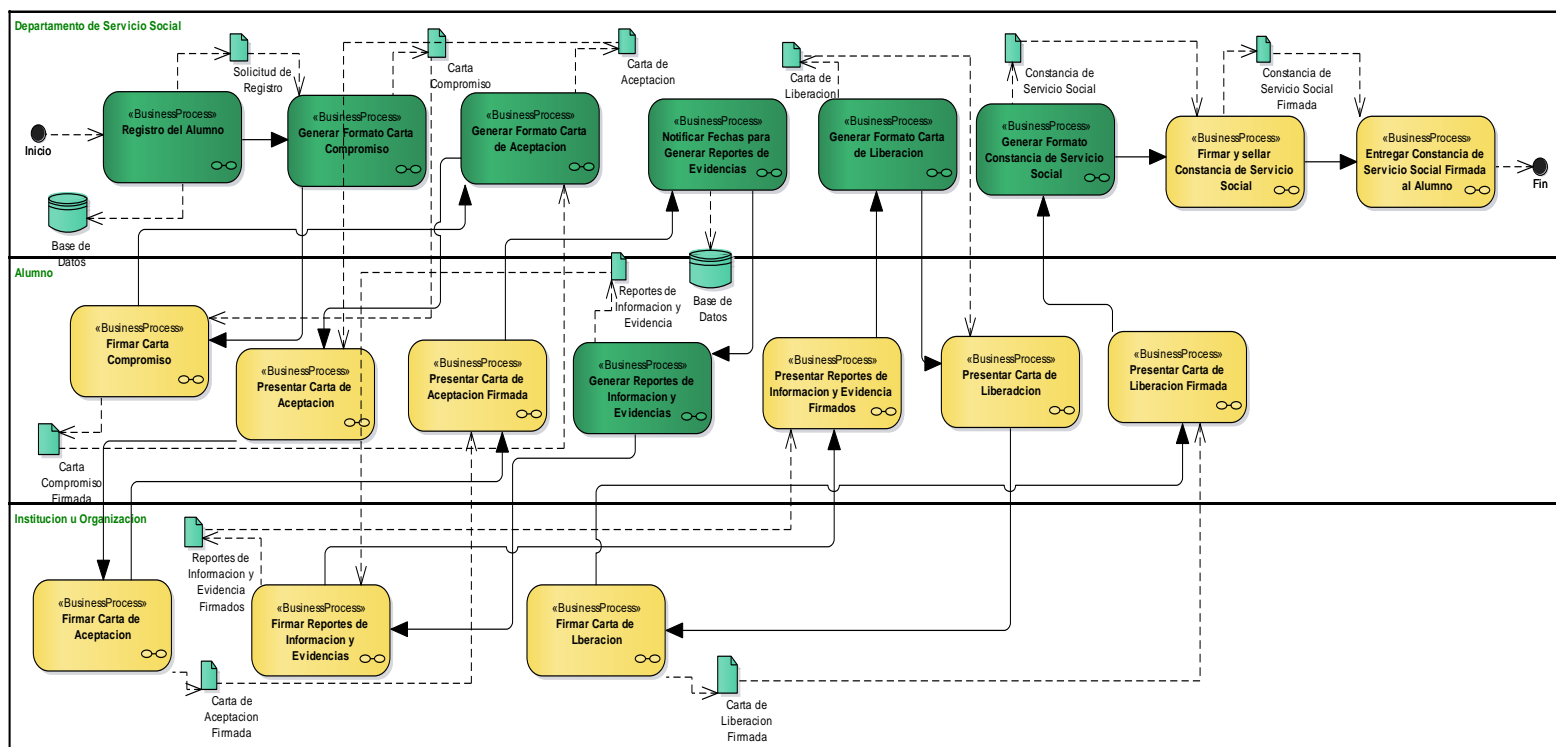 Departamento de Servicio Social
Solicitud de
Registro
Carta
Compromiso
Carta de
Aceptacion
Carta de
Liberacion
Constancia de
Servicio Social
Constancia de
Servicio Social
Firmada
Inicio
«BusinessProcess»
Registro del Alumno
«BusinessProcess»
Generar Formato Carta
Compromiso
«BusinessProcess»
Generar Formato Carta
de Aceptacion
«BusinessProcess»
Notificar Fechas para
Generar Reportes de
Evidencias
«BusinessProcess»
Generar Formato Carta
de Liberacion
«BusinessProcess»
Generar Formato
Constancia de Servicio
Social
«BusinessProcess»
Firmar y sellar
Constancia de Servicio
Social
«BusinessProcess»
Entregar Constancia de
Servicio Social Firmada
al Alumno
Fin
Base de
Datos
Alumno
Reportes de
Informacion y
Evidencia
Base de
Datos
«BusinessProcess»
Firmar Carta
Compromiso
«BusinessProcess»
Presentar Carta de
Aceptacion
«BusinessProcess»
Presentar Carta de
Aceptacion Firmada
«BusinessProcess»
Generar Reportes de
Informacion y
Evidencias
«BusinessProcess»
Presentar Reportes de
Informacion y Evidencia
Firmados
«BusinessProcess»
Presentar Carta de
Liberadcion
«BusinessProcess»
Presentar Carta de
Liberacion Firmada
Carta
Compromiso
Firmada
Institucion u Organizacion
Reportes de
Informacion y
Evidencia
Firmados
«BusinessProcess»
Firmar Carta de
Aceptacion
«BusinessProcess»
Firmar Reportes de
Informacion y
Evidencias
«BusinessProcess»
Firmar Carta de
Lberacion
Carta de
Aceptacion
Firmada
Carta de
Liberacion
Firmada